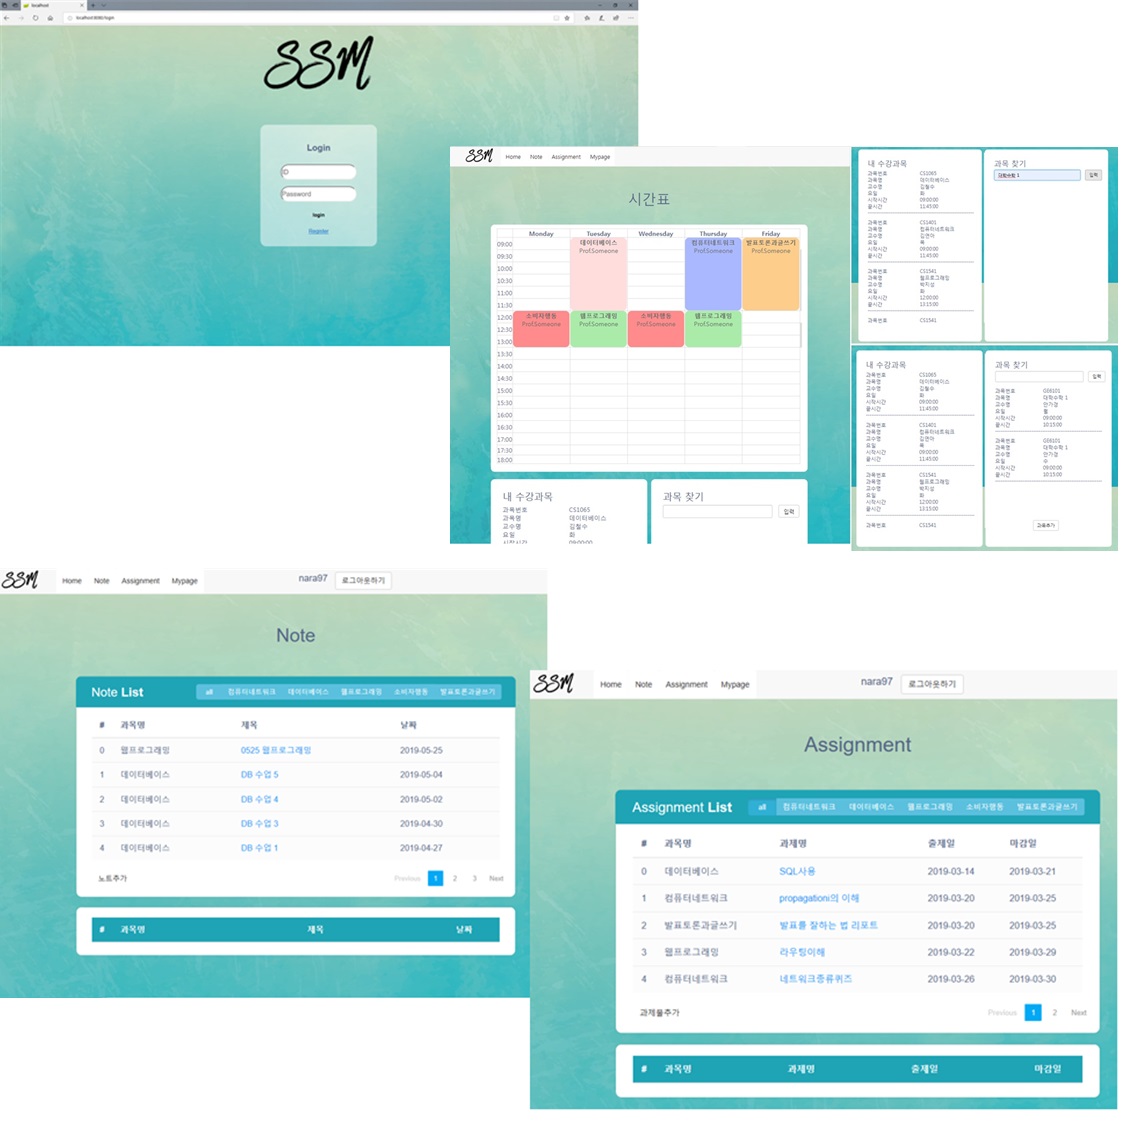 localhost
localhost:8080/login
SSM
Login
ID
Password
login
Register
SSM Home Note Assignment Mypage
시간표
Monday Tuesday Wednesday Thursday Friday
09:00 데이터베이스 컴퓨터네트워크 발표토론과글쓰기
Prof.Someone Prof.Someone Prof.Someone
09:30
10:00
10:30
11:00
11:30
12:00 소비자행동 웹프로그래밍 소비자행동 웹프로그래밍
Prof.Someone Prof.Someone Prof.Someone Prof.Someone
12:30
13:00
13:30
14:00
14:30
15:00
15:30
16:00
16:30
17:00
17:30
18:00
내 수강과목
과목번호 CS1065
과목명 데이터베이스
교수명 김철수
요일 화
시작시간 09:00:00
과목 찾기
입력
내 수강과목
과목번호 CS1065
과목명 데이터베이스
교수명 김철수
요일 화
시작시간 09:00:00
끝시간 11:45:00
과목번호 CS1401
과목명 컴퓨터네트워크
교수명 김연아
요일 목
시작시간 09:00:00
끝시간 11:45:00
과목번호 CS1541
과목명 웹프로그래밍
교수명 박지성
요일 화
시작시간 12:00:00
끝시간 13:15:00
과목번호 CS1541
과목 찾기
대학수학 1 입력
내 수강과목
과목번호 CS1065
과목명 데이터베이스
교수명 김철수
요일 화
시작시간 09:00:00
끝시간 11:45:00
과목번호 CS1401
과목명 컴퓨터네트워크
교수명 김연아
요일 목
시작시간 09:00:00
끝시간 11:45:00
과목번호 CS1541
과목명 웹프로그래밍
교수명 박지성
요일 화
시작시간 12:00:00
끝시간 13:15:00
과목번호 CS1541
과목 찾기
입력
과목번호 GE8101
과목명 대학수학 1
교수명 안가경
요일 월
시작시간 09:00:00
끝시간 10:15:00
과목번호 GE8101
과목명 대학수학 1
교수명 안가경
요일 수
시작시간 09:00:00
끝시간 10:15:00
과목추가
SSM Home Note Assignment Mypage nara97 로그아웃하기
Note
Note List all 컴퓨터네트워크 데이터베이스 웹프로그래밍 소비자행동 발표토론과글쓰기
# 과목명 제목 날짜
0 웹프로그래밍 0525 웹프로그래밍 2019-05-25
1 데이터베이스 DB 수업 5 2019-05-04
2 데이터베이스 DB 수업 4 2019-05-02
3 데이터베이스 DB 수업 3 2019-04-30
4 데이터베이스 DB 수업 1 2019-04-27
노트추가 Previous 1 2 3 Next
# 과목명 제목 날짜
SSM Home Note Assignment Mypage nara97 로그아웃하기
Assignment
Assignment List all 컴퓨터네트워크 데이터베이스 웹프로그래밍 소비자행동 발표토론과글쓰기
# 과목명 과제명 출제일 마감일
0 데이터베이스 SQL사용 2019-03-14 2019-03-21
1 컴퓨터네트워크 propagation의 이해 2019-03-20 2019-03-25
2 발표토론과글쓰기 발표를 잘하는 법 리포트 2019-03-20 2019-03-25
3 웹프로그래밍 라우팅이해 2019-03-22 2019-03-29
4 컴퓨터네트워크 네트워크종류퀴즈 2019-03-26 2019-03-30
과제물추가 Previous 1 2 Next
# 과목명 과제명 출제일 마감일